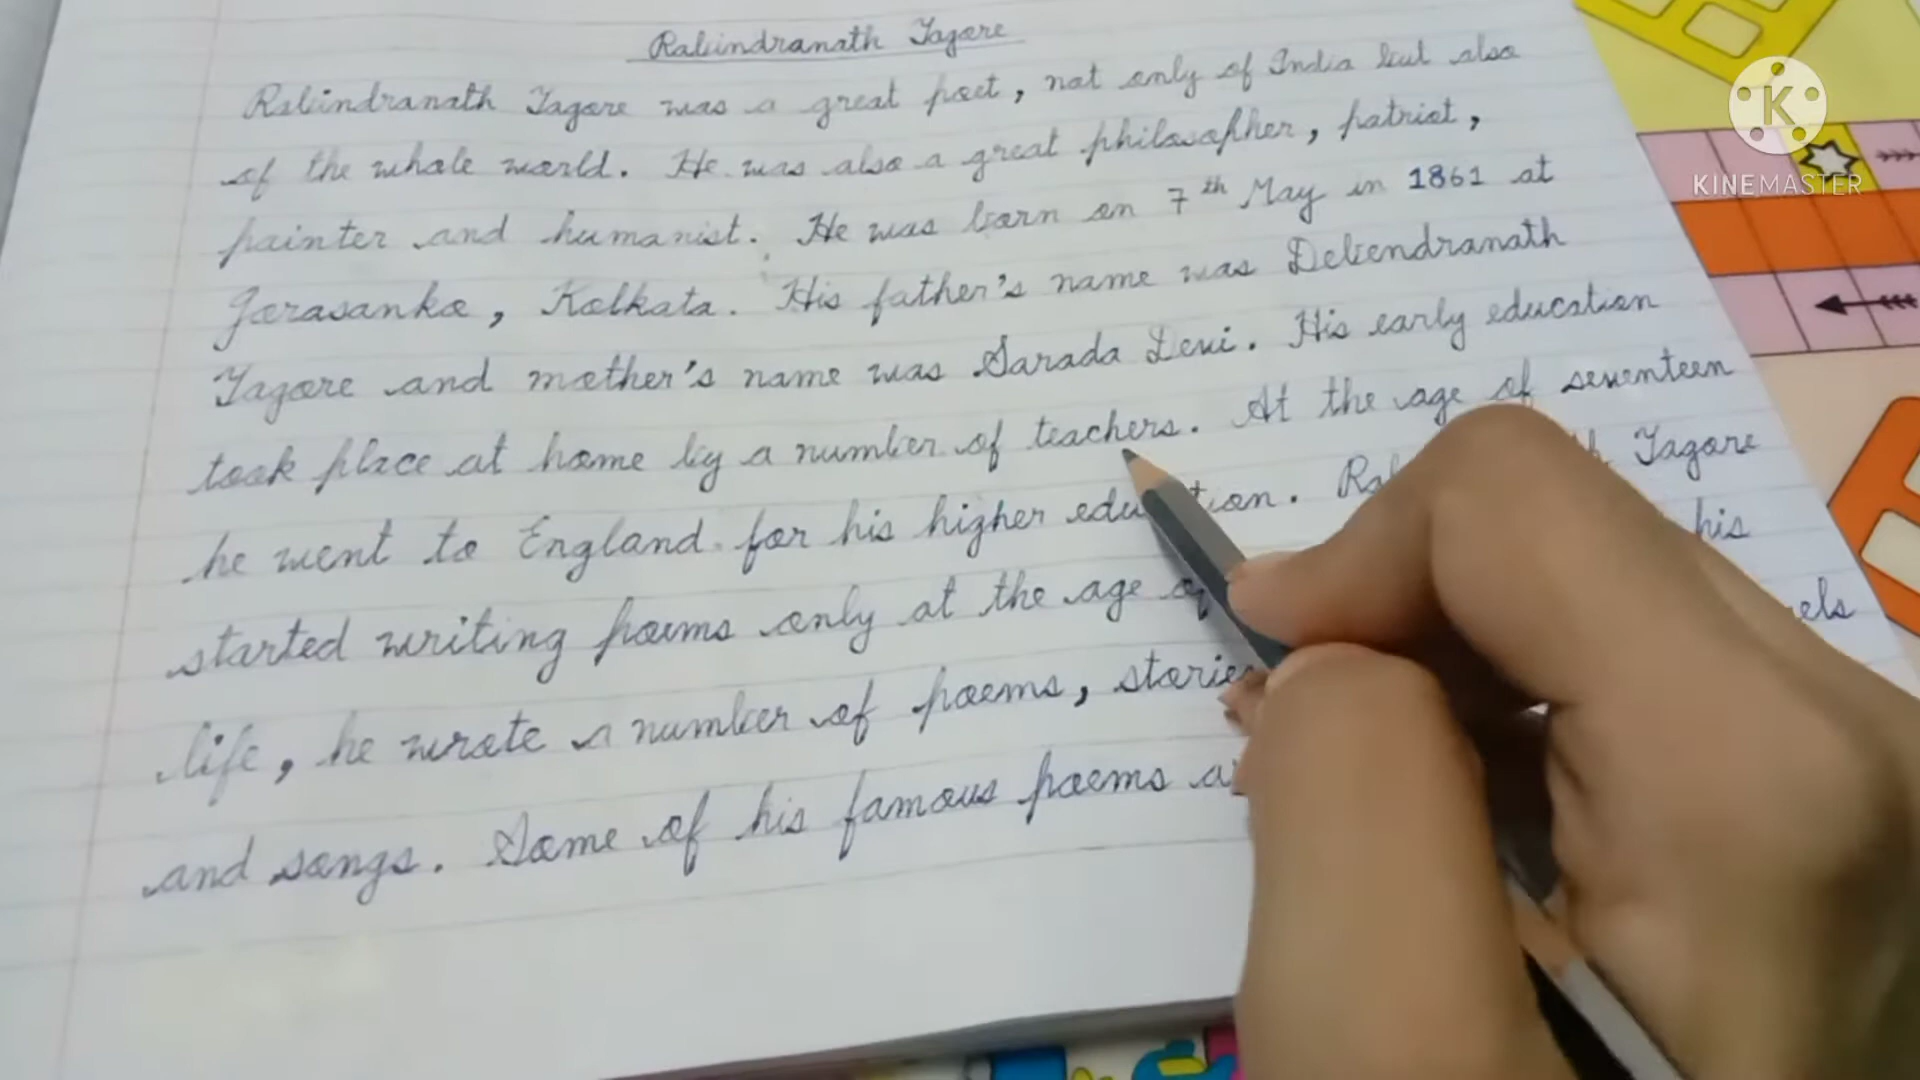 Rabindranath Tagore
Rabindranath Tagore was a great poet, not only of India but also
of the whole world. He was also a great philosopher, patriot,
painter and humanist. He was born on 7th May in 1861 at
Jorasanko, Kolkata. His father's name was Debendranath
Tagore and mother's name was Sarada Devi. His early education
took place at home by a number of teachers. At the age of seventeen
he went to England for his higher education. Tagore
started writing poems only at the age his
life, he wrote a number of poems, stories
and songs. Some of his famous poems
KINEMASTER